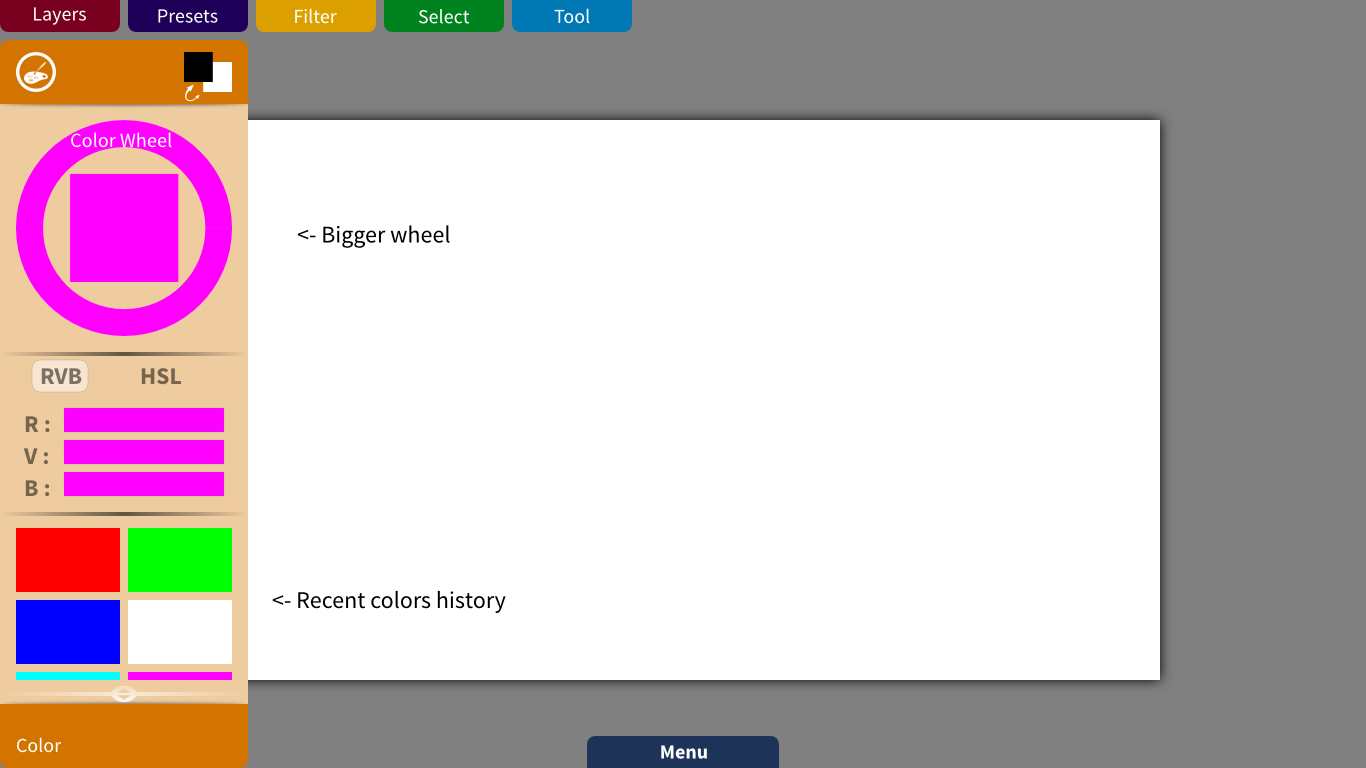 Layers
Presets
Filter
Select
Tool
Color Wheel
<- Bigger wheel
RVB
HSL
R :
V :
B :
<- Recent colors history
Color
Menu